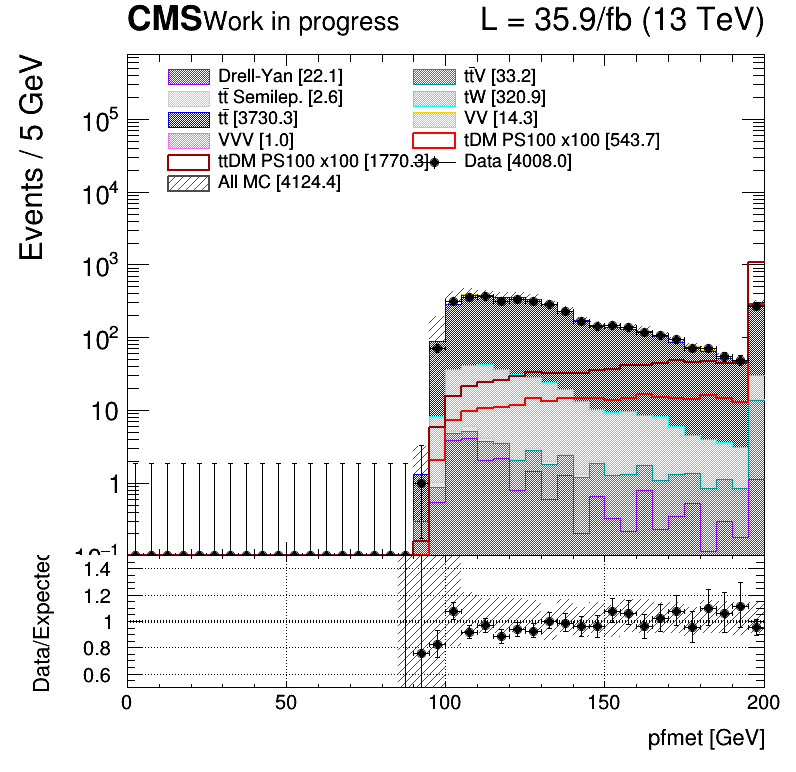 CMS Work in progress L = 35.9/fb (13 TeV)
Events / 5 GeV
Drell-Yan [22.1] tt̄V [33.2]
tt̄ Semilep. [2.6] tW [320.9]
tt̄ [3730.3] VV [14.3]
VVV [1.0] tDM PS100 x100 [543.7]
ttDM PS100 x100 [1770.3] Data [4008.0]
All MC [4124.4]
10⁵
10⁴
10³
10²
10
1
10⁻¹
Data/Expected
1.4
1.2
1
0.8
0.6
0 50 100 150 200
pfmet [GeV]